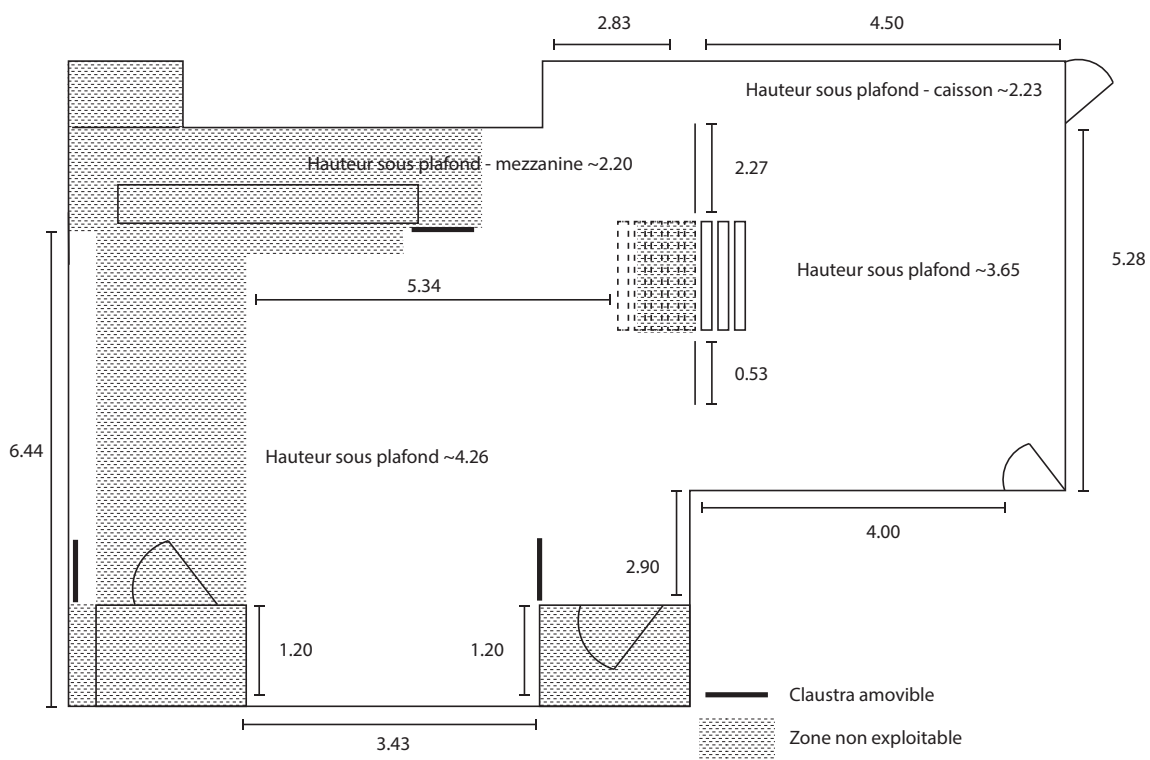 2.83
4.50
Hauteur sous plafond - caisson ~2.23
Hauteur sous plafond - mezzanine ~2.20
2.27
5.28
Hauteur sous plafond ~3.65
5.34
0.53
6.44
Hauteur sous plafond ~4.26
4.00
2.90
1.20
1.20
Claustra amovible
3.43
Zone non exploitable